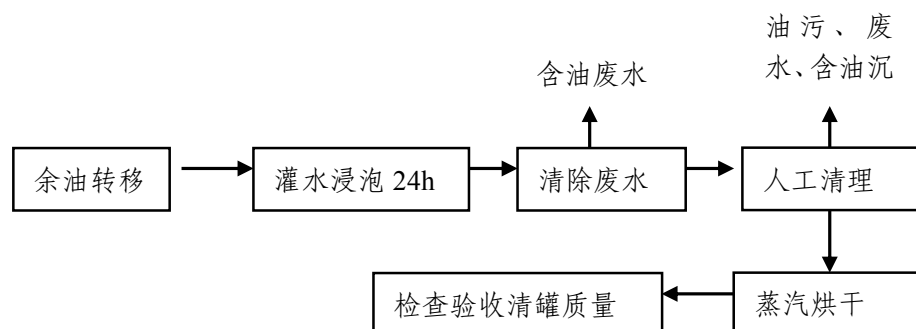 油污、废
水、含油沉
含油废水
余油转移
灌水浸泡 24h
清除废水
人工清理
检查验收清罐质量
蒸汽烘干